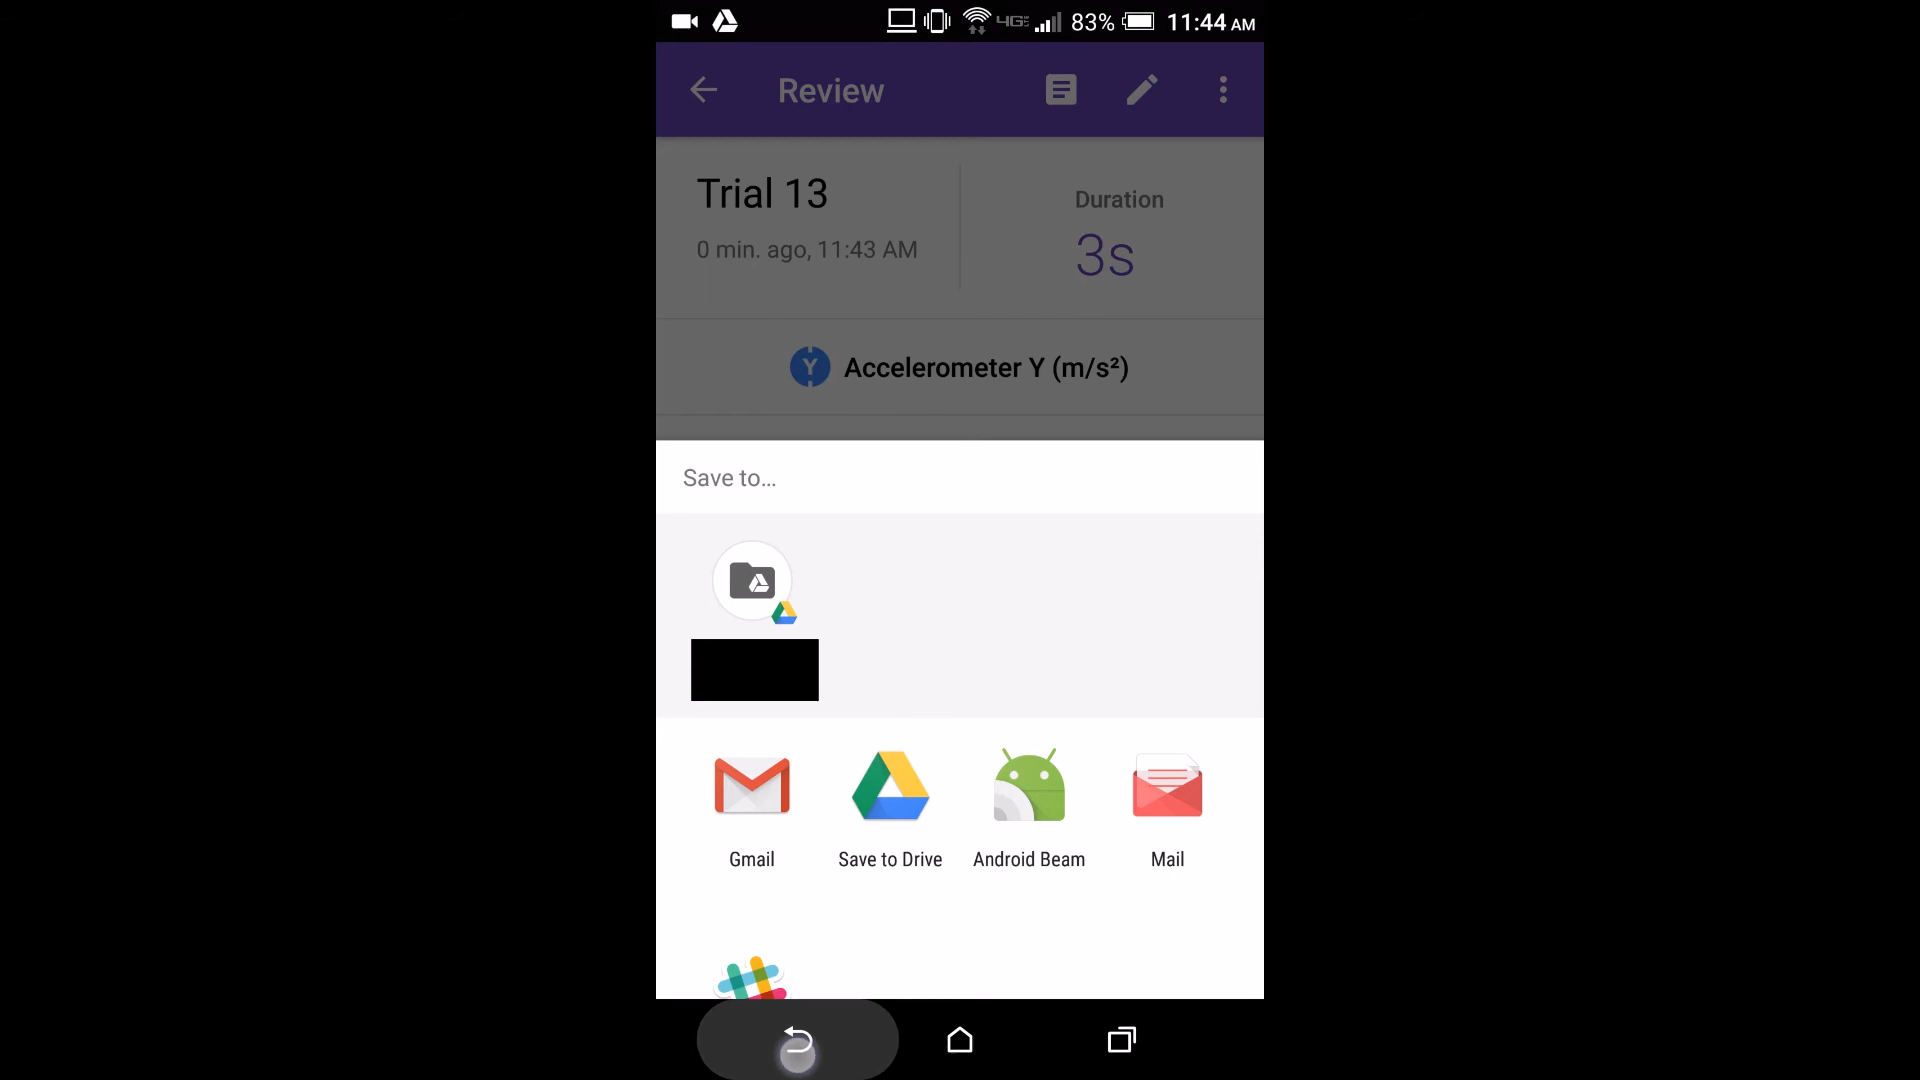 4G LTE 83% 11:44 AM
Review
Trial 13
0 min. ago, 11:43 AM
Duration
3s
Y Accelerometer Y (m/s²)
Save to...
Gmail
Save to Drive
Android Beam
Mail